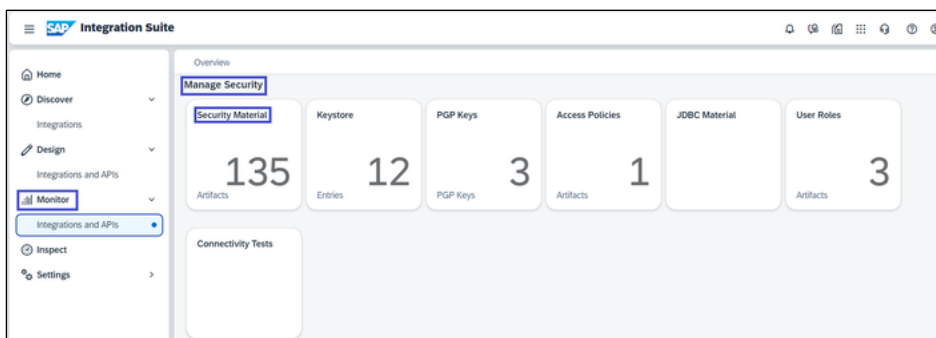 SAP Integration Suite
Home
Discover
Integrations
Design
Integrations and APIs
Monitor
Integrations and APIs
Inspect
Settings
Overview
Manage Security
Security Material
135
Artifacts
Keystore
12
Entries
PGP Keys
3
PGP Keys
Access Policies
1
Artifacts
JDBC Material
User Roles
3
Artifacts
Connectivity Tests